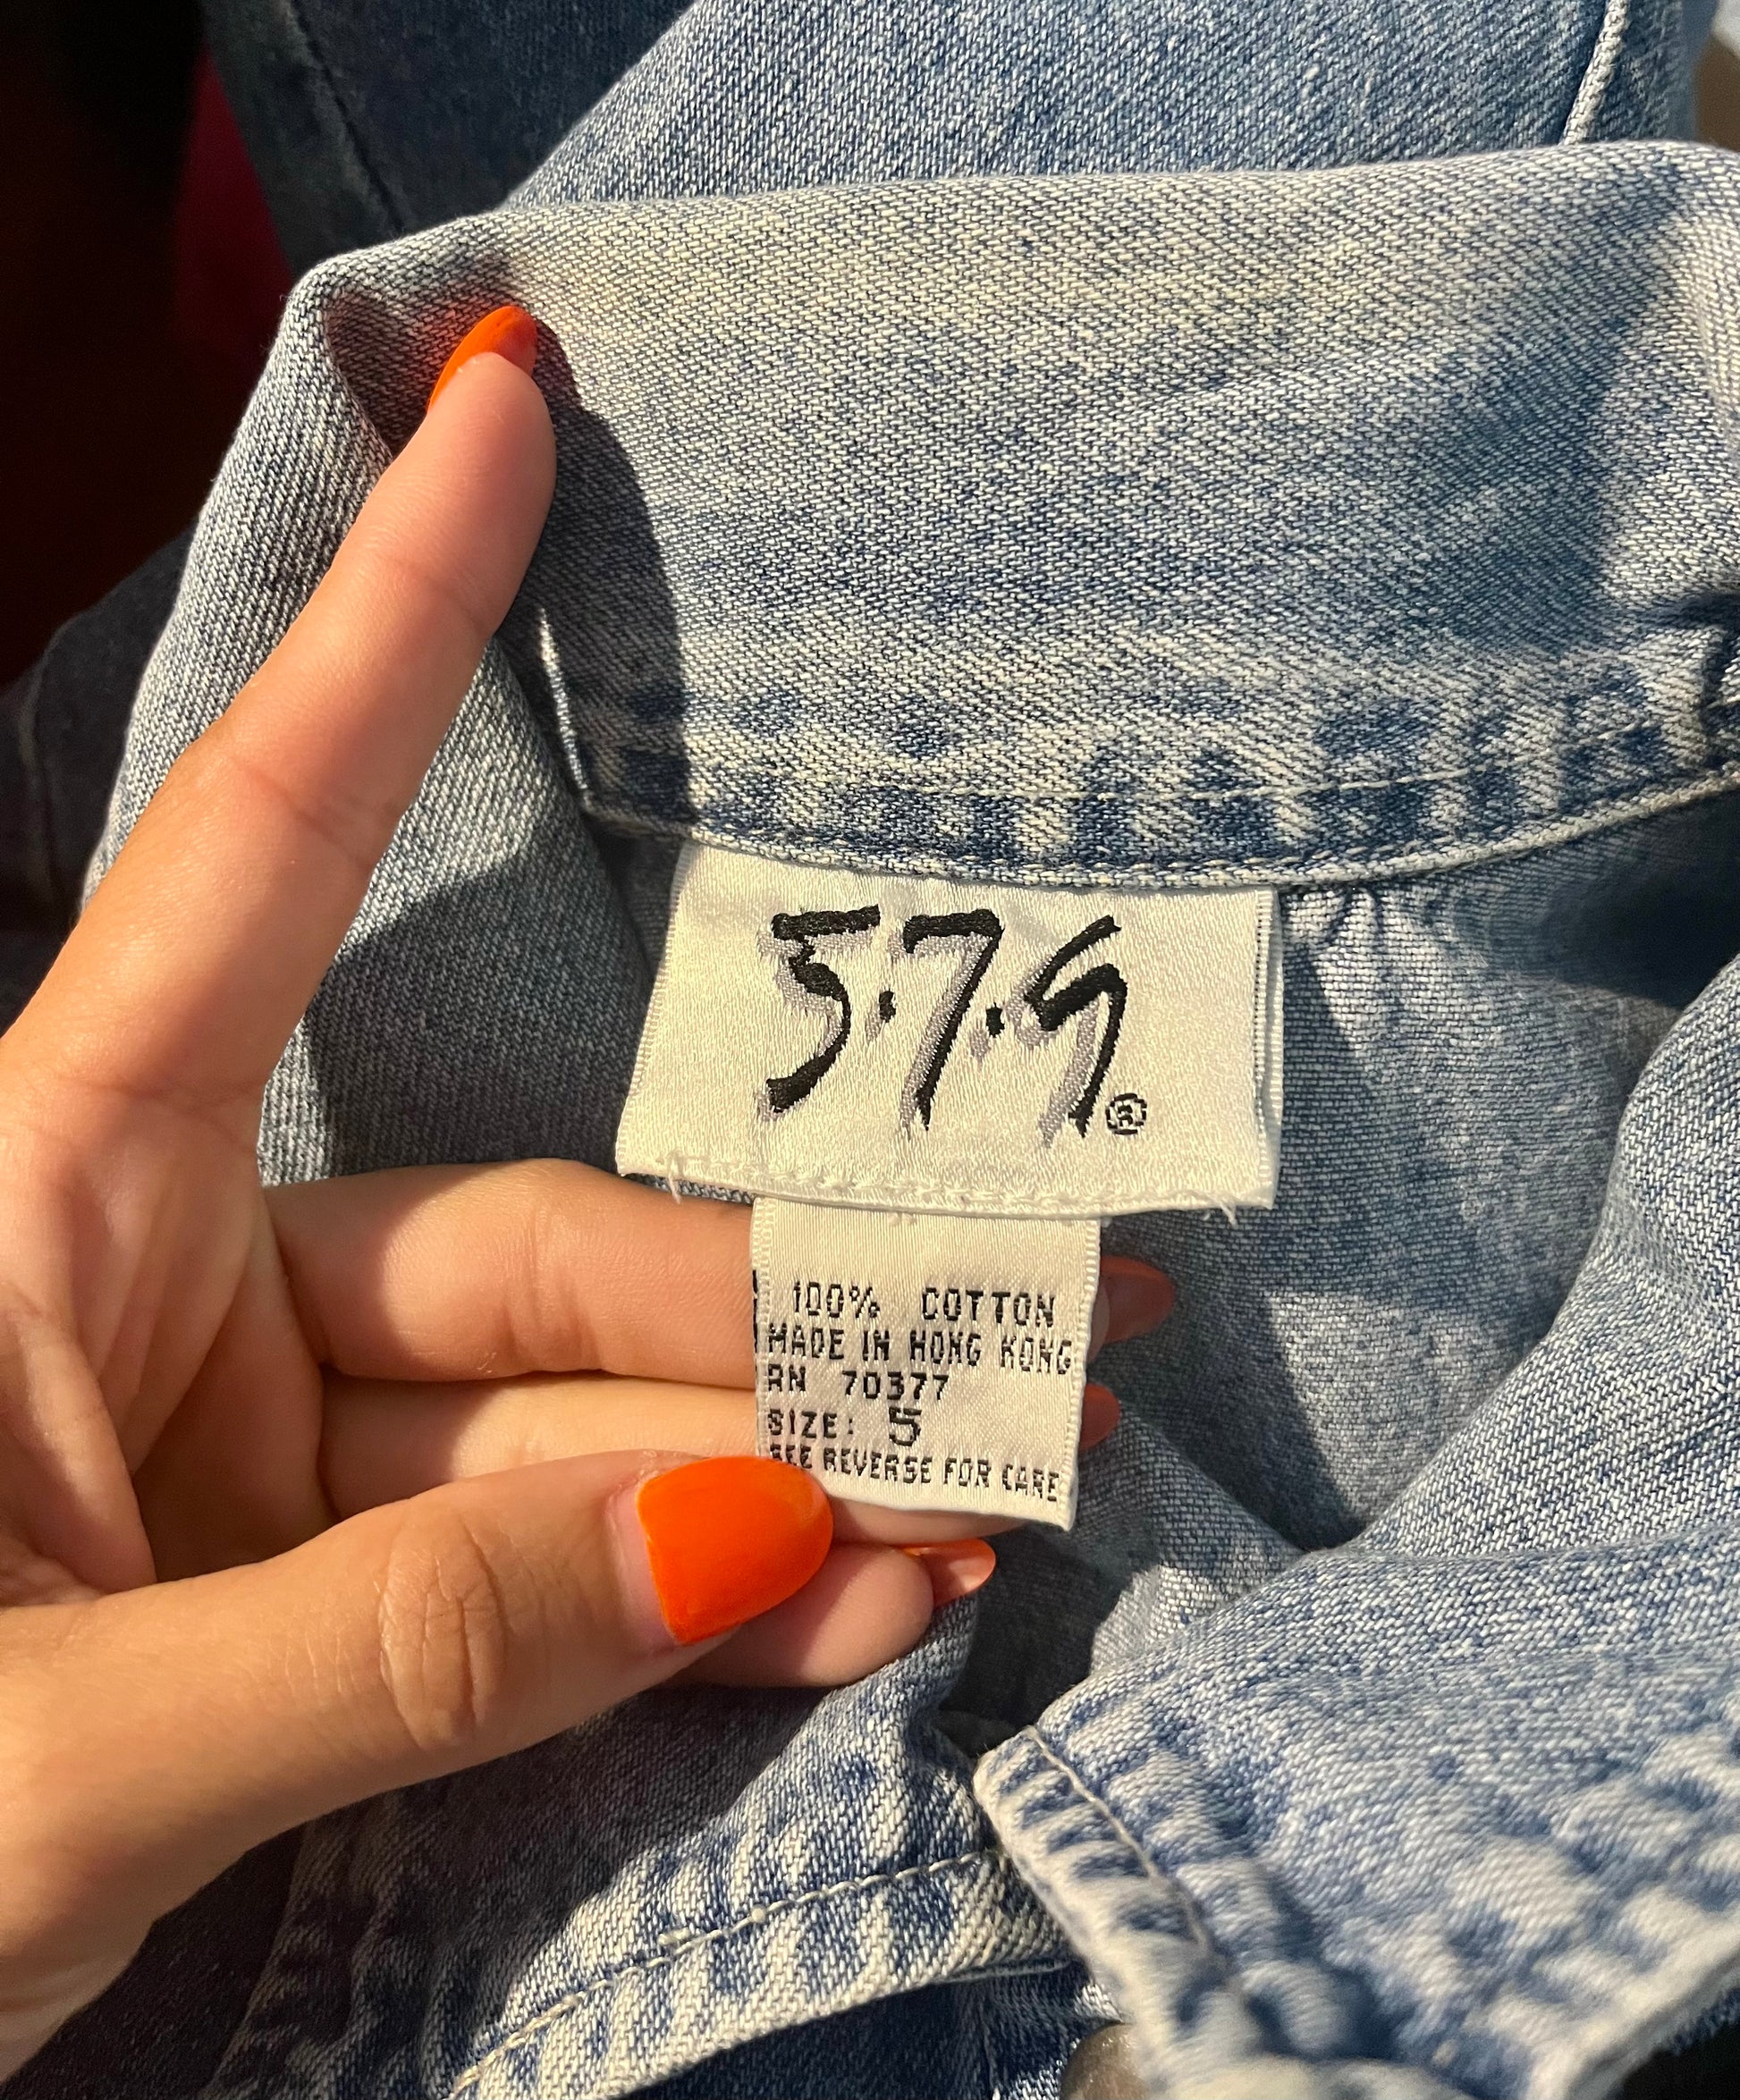 5·7·9®
100% COTTON
MADE IN HONG KONG
RN 70377
SIZE: 5
SEE REVERSE FOR CARE